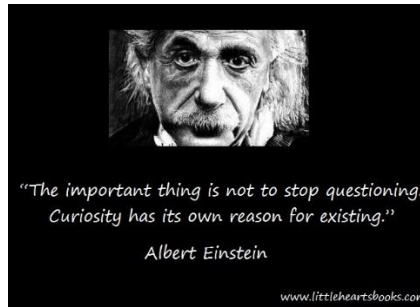 “The important thing is not to stop questioning.
Curiosity has its own reason for existing.”
Albert Einstein
www.littleheartsbooks.com